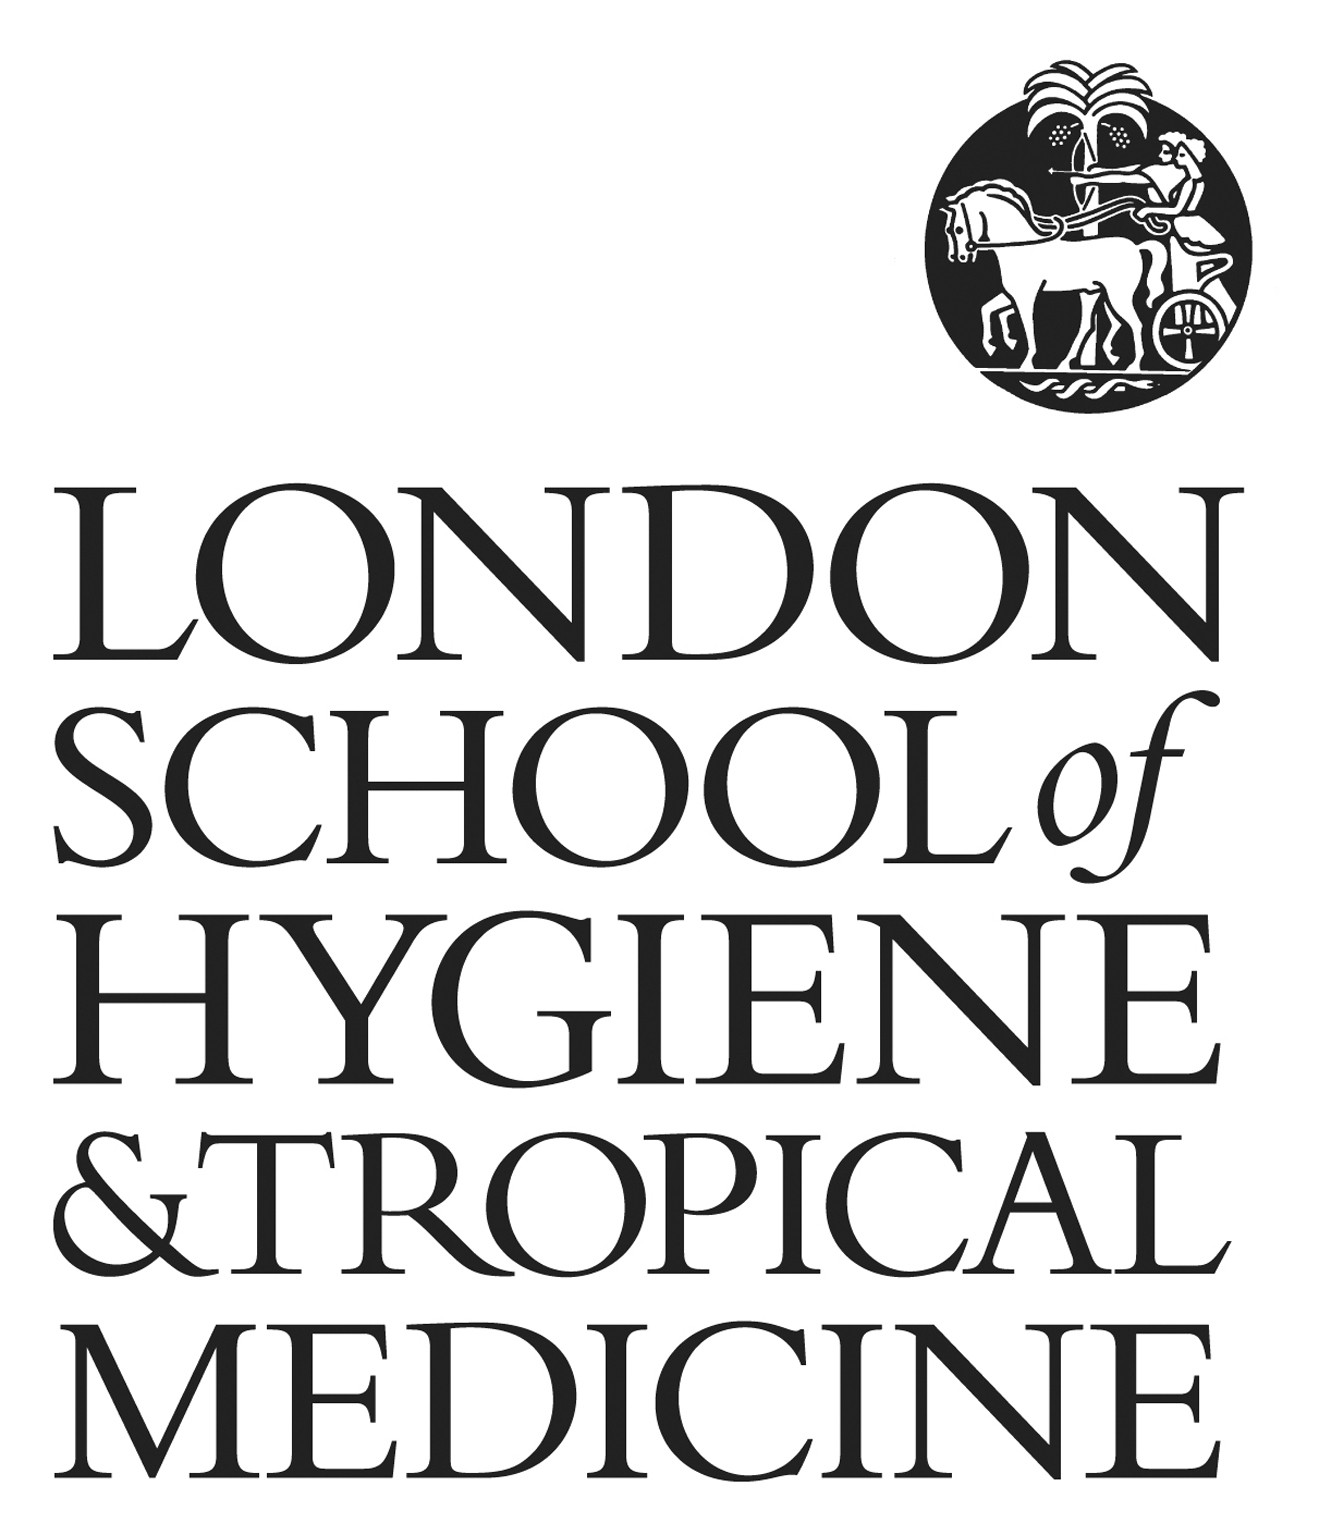 LONDON
SCHOOL of
HYGIENE
& TROPICAL
MEDICINE